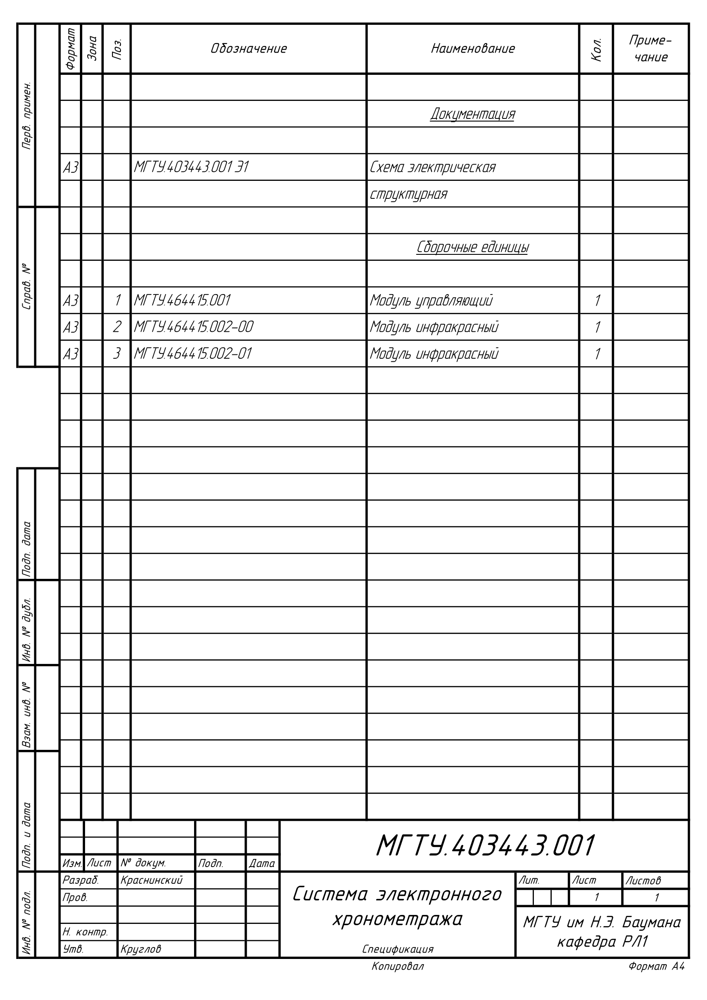 Формат
Зона
Поз.
Обозначение
Наименование
Кол.
Приме-
чание
Документация
А3 МГТУ.403443.001 Э1 Схема электрическая
структурная
Сборочные единицы
А3 1 МГТУ.464415.001 Модуль управляющий 1
А3 2 МГТУ.464415.002-00 Модуль инфракрасный 1
А3 3 МГТУ.464415.002-01 Модуль инфракрасный 1
Перв. примен.
Справ. №
Подп. дата
Инв. № дубл.
Взам. инв. №
Подп. и дата
Инв. № подл.
МГТУ.403443.001
Изм. Лист № докум. Подп. Дата
Разраб. Краснинский
Пров.
Н. контр.
Утв. Круглов
Система электронного
хронометража
Спецификация
Лит. Лист Листов
1 1
МГТУ им Н.Э. Баумана
кафедра РЛ1
Копировал Формат А4